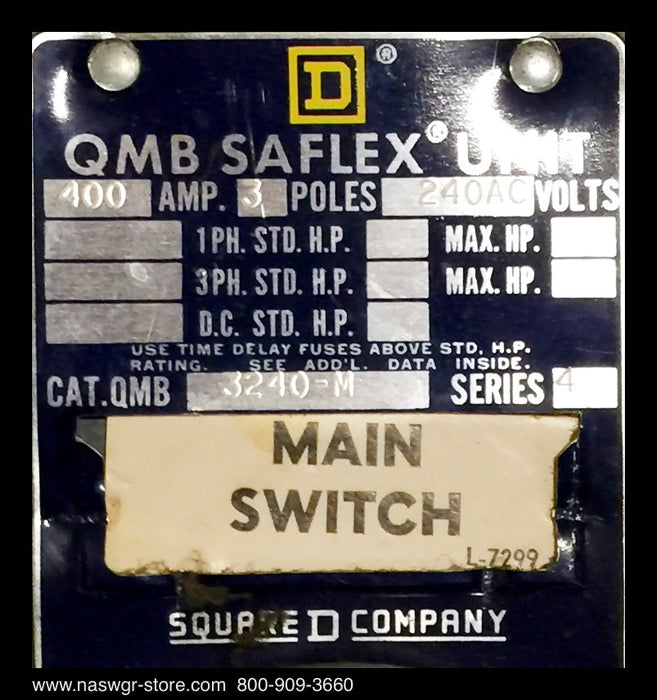 D ®
QMB SAFLEX® UNIT
400 AMP. 3 POLES 240AC VOLTS
1PH. STD. H.P. MAX. HP.
3PH. STD. H.P. MAX. HP.
D.C. STD. H.P.
USE TIME DELAY FUSES ABOVE STD, H.P.
RATING. SEE ADD'L. DATA INSIDE.
CAT.QMB 3240-M SERIES 4
MAIN
SWITCH
L-7299
SQUARE D COMPANY
www.naswgr-store.com 800-909-3660